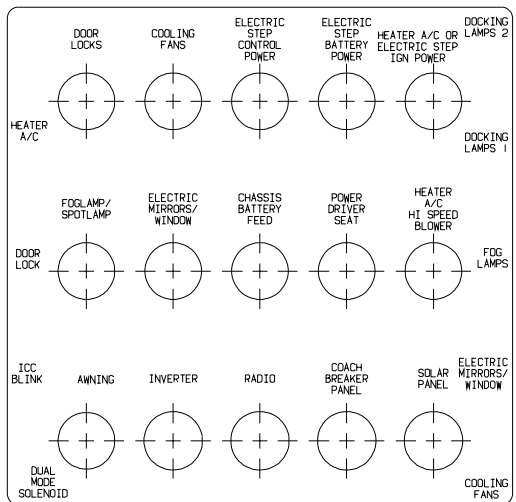 DOOR
LOCKS
COOLING
FANS
ELECTRIC
STEP
CONTROL
POWER
ELECTRIC
STEP
BATTERY
POWER
HEATER A/C OR
ELECTRIC STEP
IGN POWER
DOCKING
LAMPS 2
HEATER
A/C
DOCKING
LAMPS 1
FOGLAMP/
SPOTLAMP
ELECTRIC
MIRRORS/
WINDOW
CHASSIS
BATTERY
FEED
POWER
DRIVER
SEAT
HEATER
A/C
HI SPEED
BLOWER
DOOR
LOCK
FOG
LAMPS
ICC
BLINK
AWNING
INVERTER
RADIO
COACH
BREAKER
PANEL
SOLAR
PANEL
ELECTRIC
MIRRORS/
WINDOW
DUAL
MODE
SOLENOID
COOLING
FANS